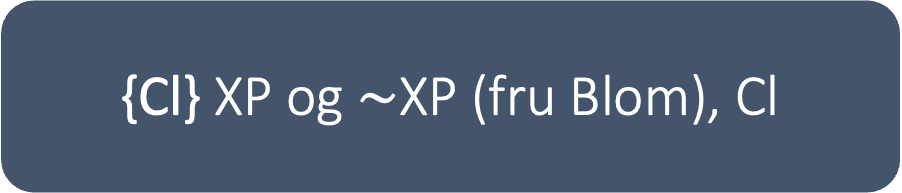 {Cl} XP og ~XP (fru Blom), Cl